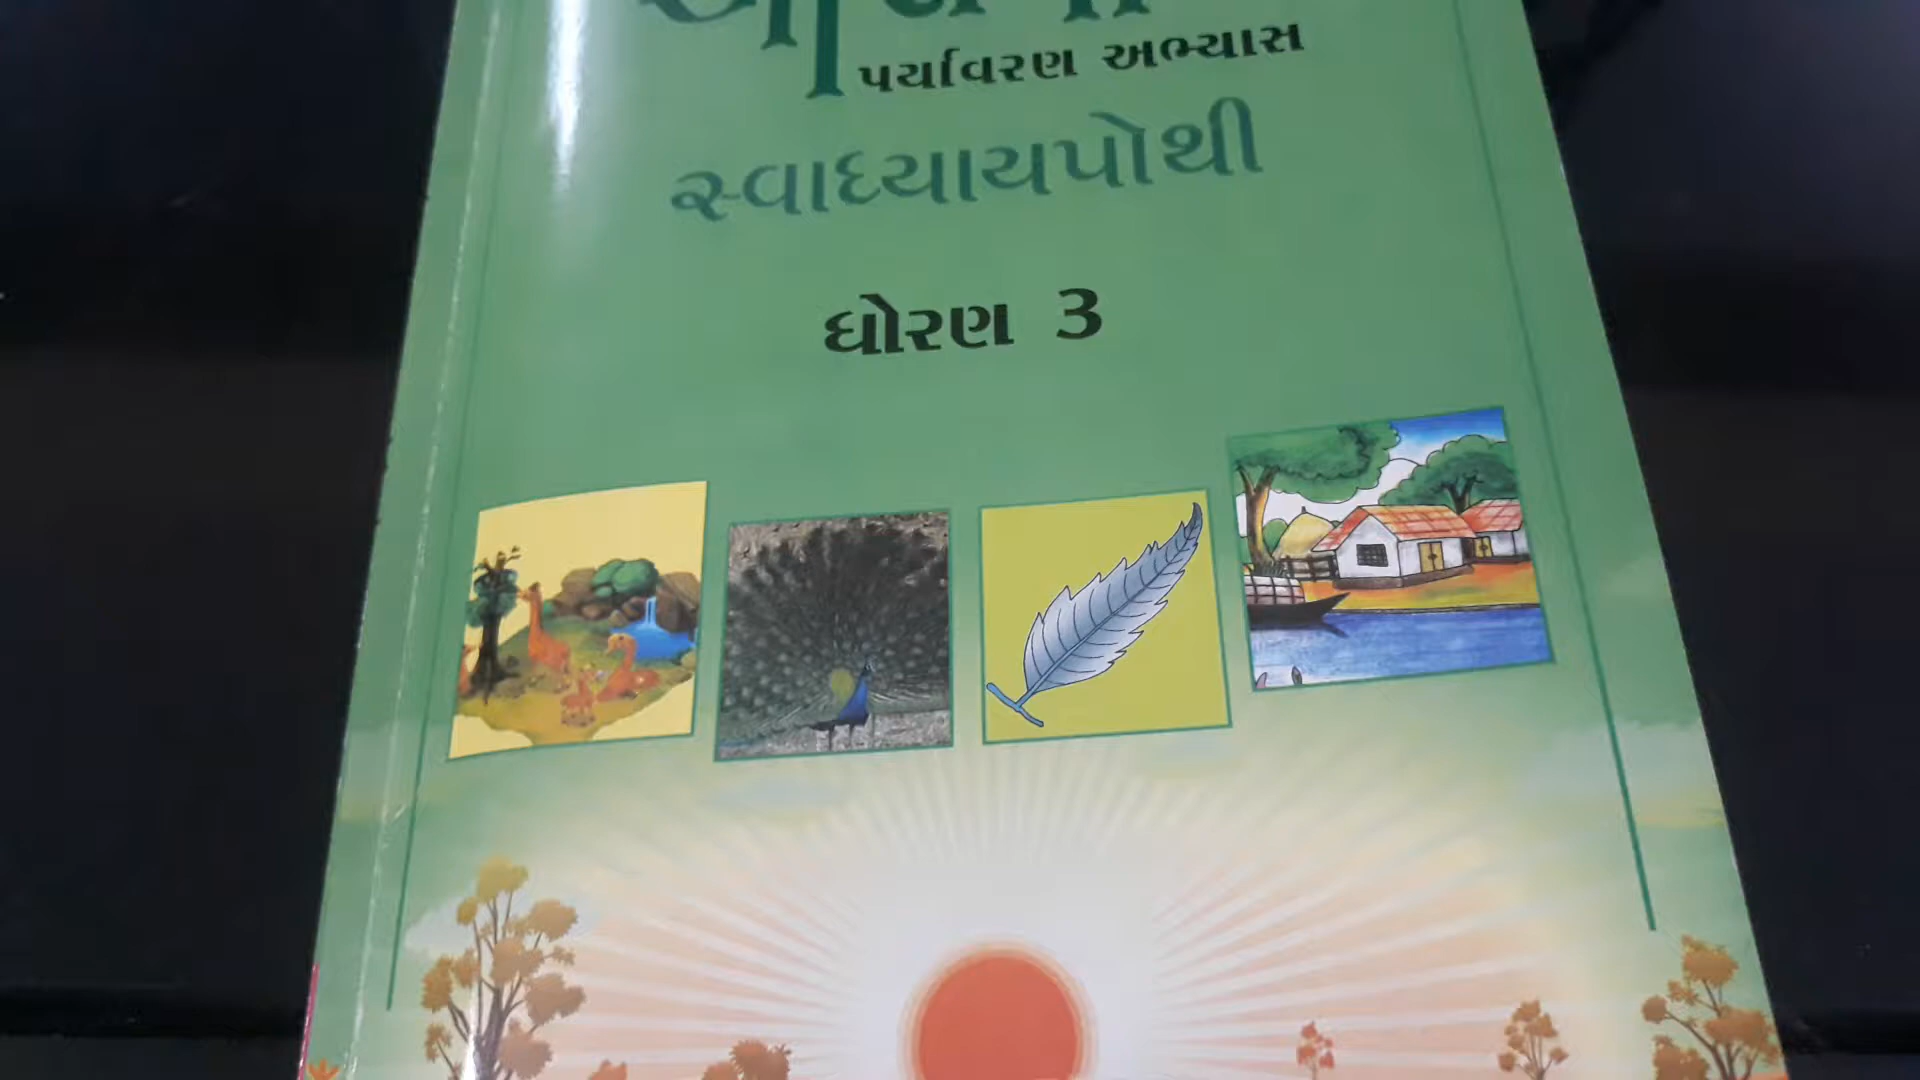 પર્યાવરણ અભ્યાસ
સ્વાધ્યાયપોથી
ધોરણ 3